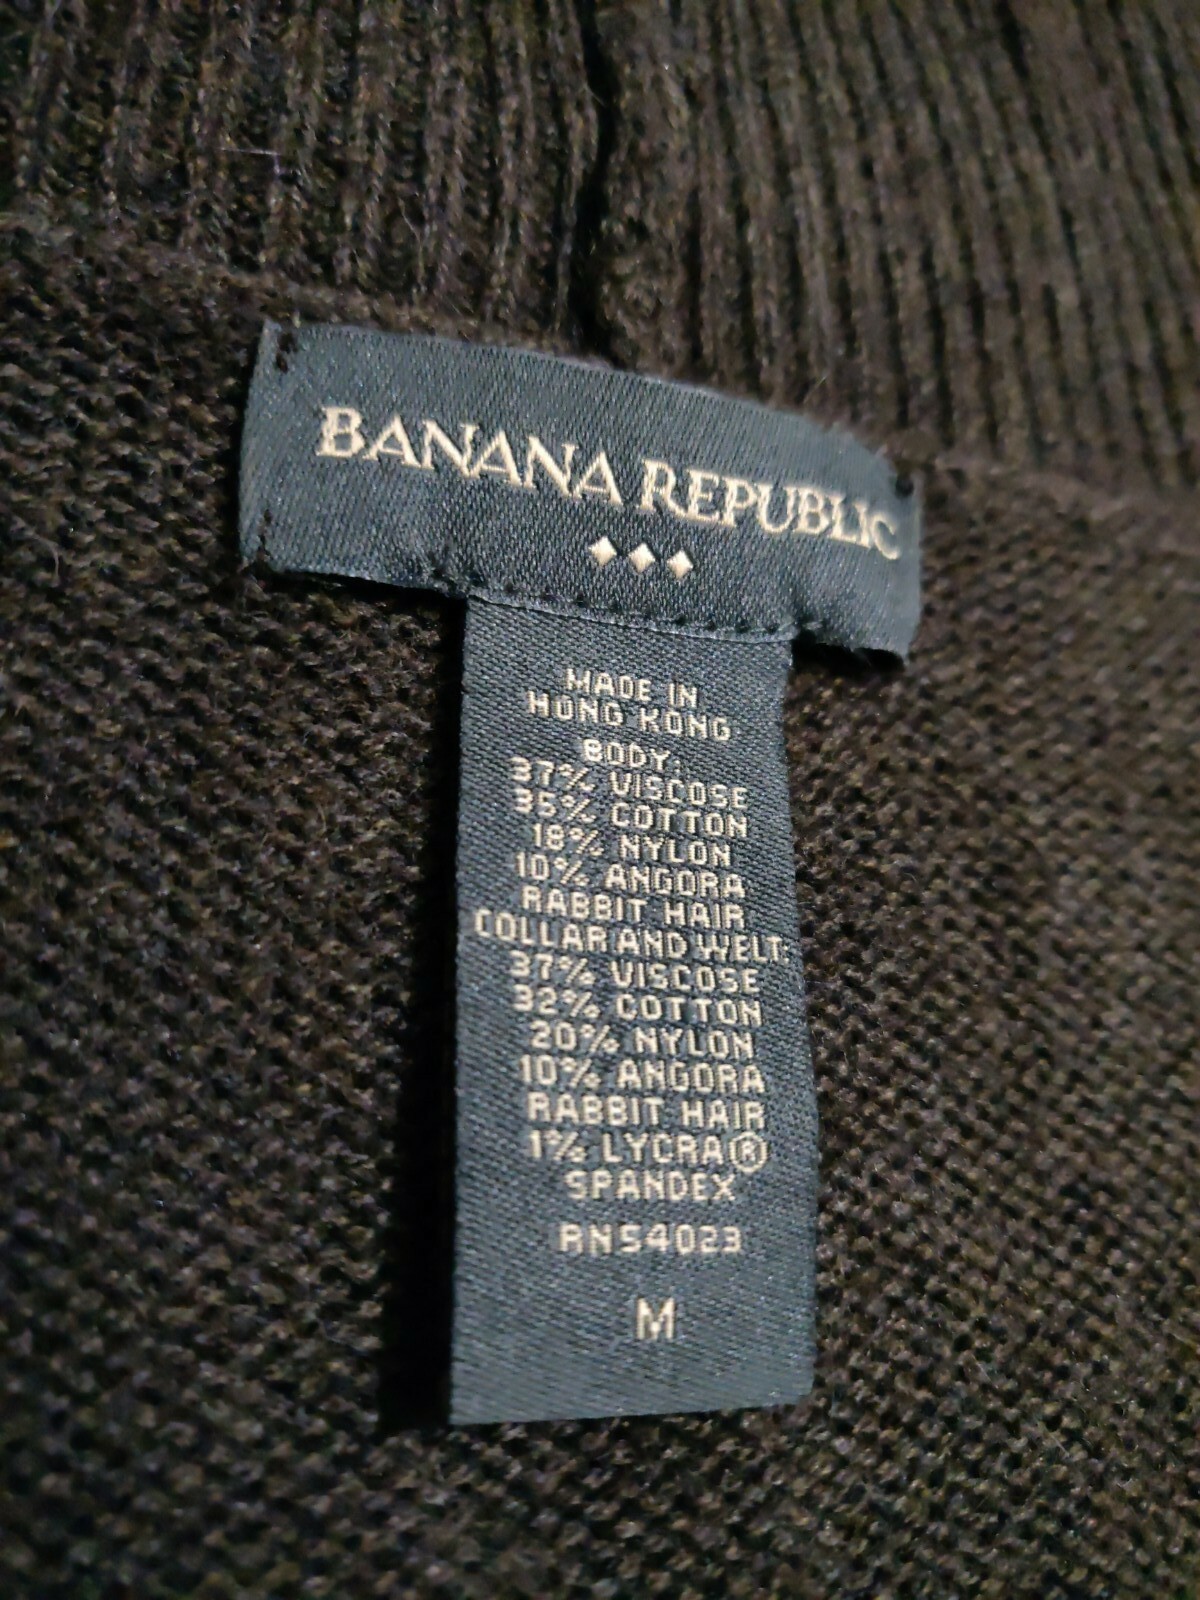 BANANA REPUBLIC
MADE IN
HONG KONG
BODY:
37% VISCOSE
35% COTTON
18% NYLON
10% ANGORA
RABBIT HAIR
COLLAR AND WELT:
37% VISCOSE
32% COTTON
20% NYLON
10% ANGORA
RABBIT HAIR
1% LYCRA®
SPANDEX
RN54023
M